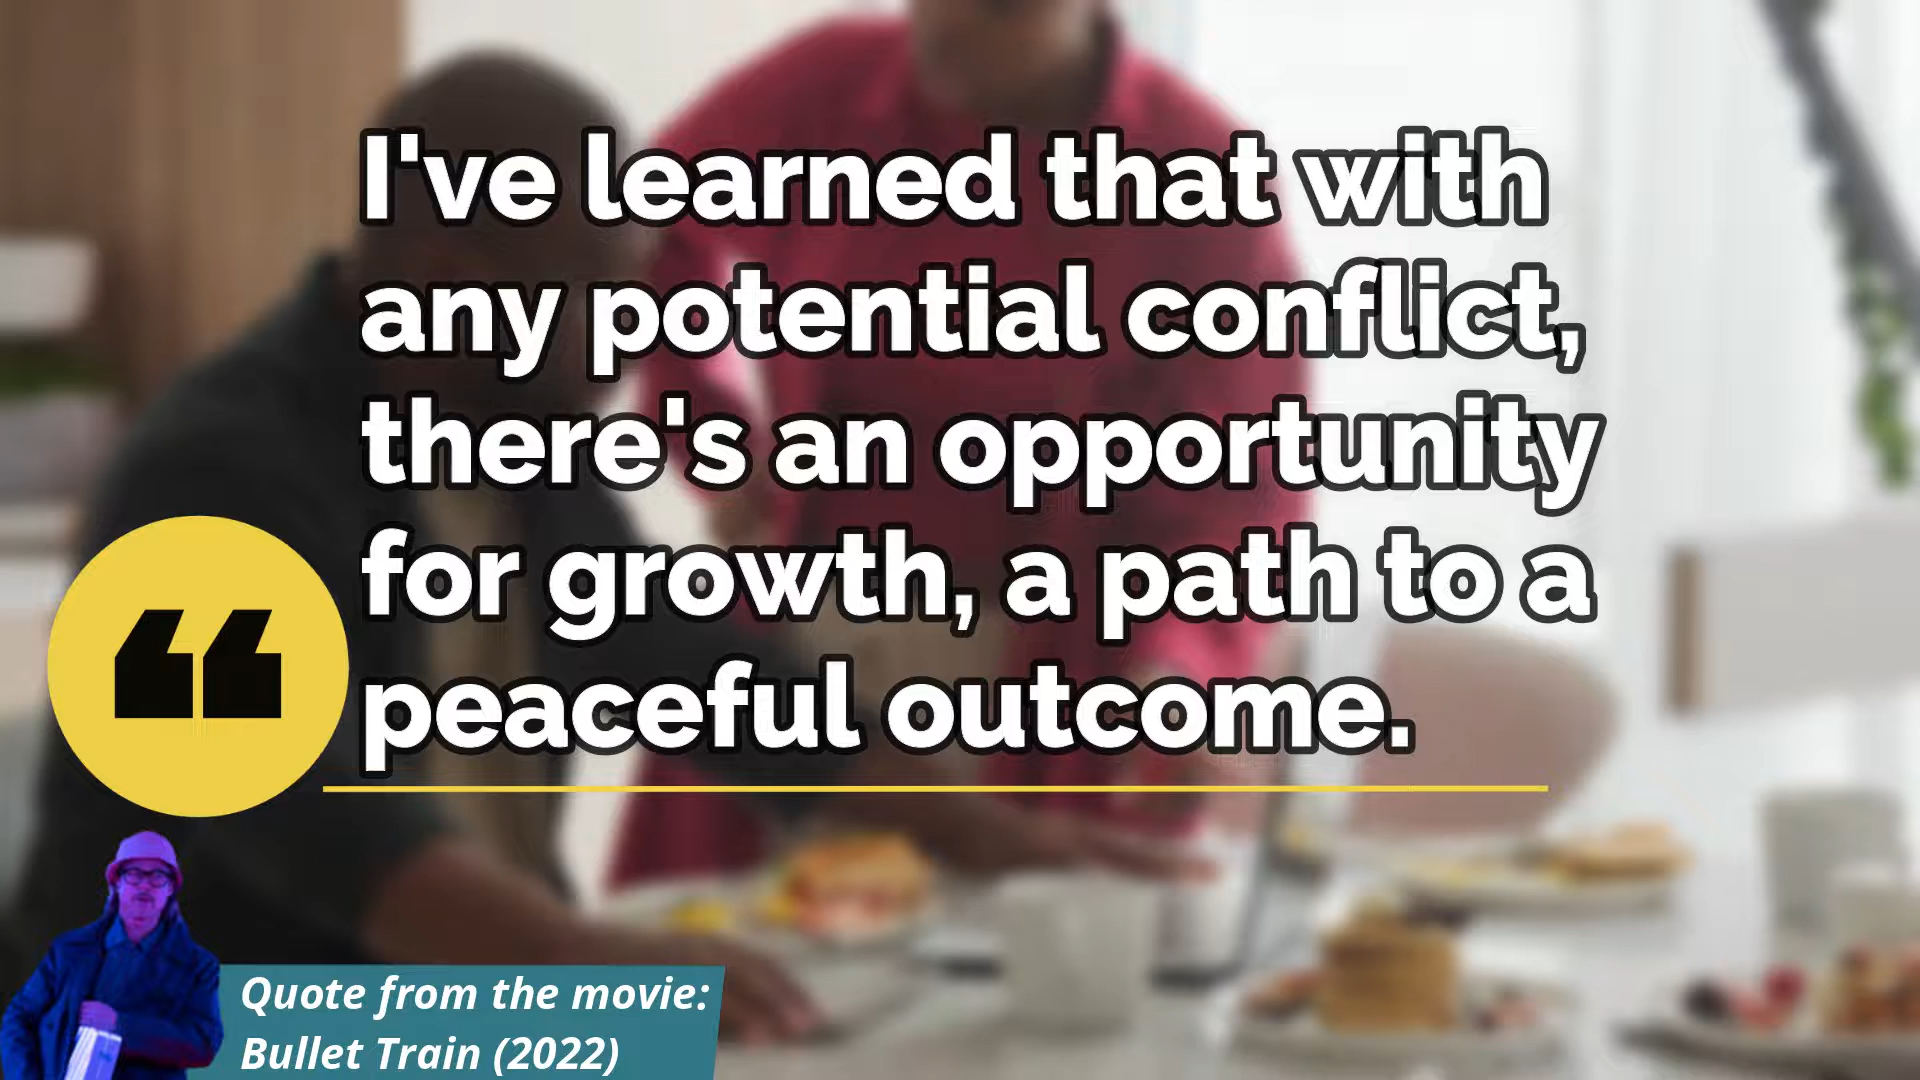 I've learned that with
any potential conflict,
there's an opportunity
for growth, a path to a
peaceful outcome.
Quote from the movie:
Bullet Train (2022)